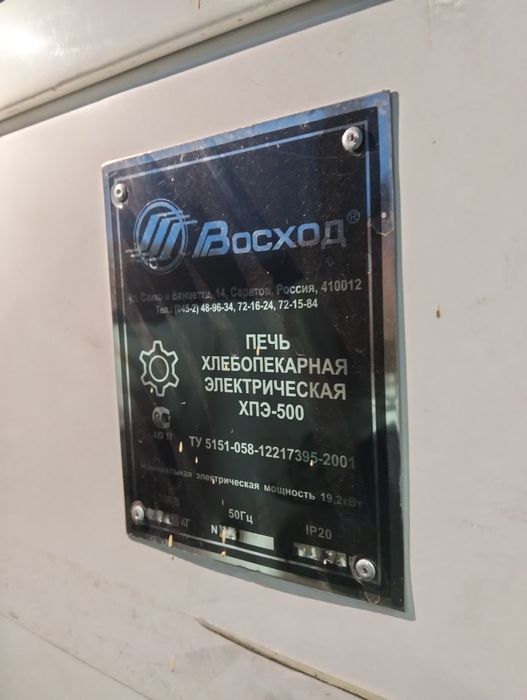 Восход®
Сакко и Ванцетти, 14, Саратов, Россия, 410012
Тел.: (845-2) 48-96-34, 72-16-24, 72-15-84
ПЕЧЬ
ХЛЕБОПЕКАРНАЯ
ЭЛЕКТРИЧЕСКАЯ
ХПЭ-500
ТУ 5151-058-12217395-2001
Номинальная электрическая мощность 19,2кВт
380В 50Гц IP20
КГ N